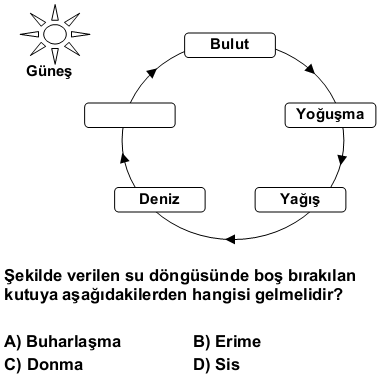 Güneş
Bulut
Yoğuşma
Yağış
Deniz
Şekilde verilen su döngüsünde boş bırakılan
kutuya aşağıdakilerden hangisi gelmelidir?
A) Buharlaşma B) Erime
C) Donma D) Sis